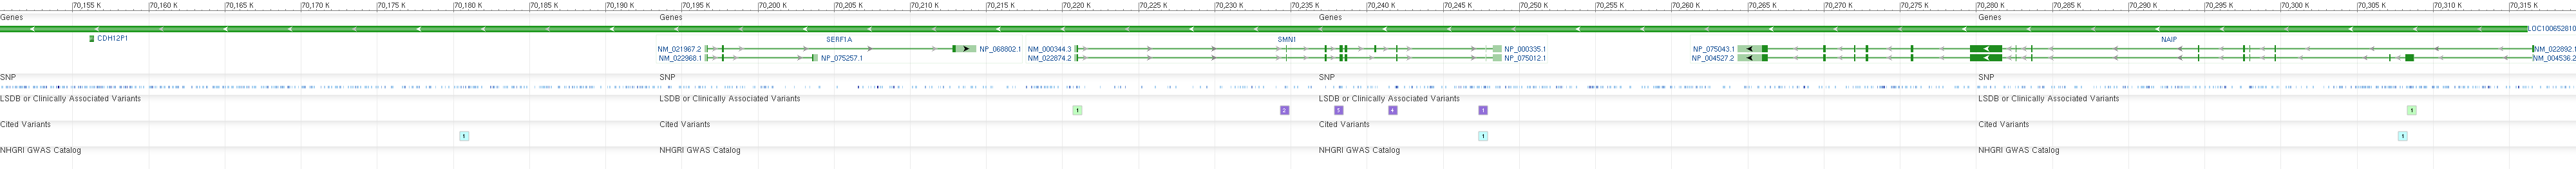 70,155 K 70,160 K 70,165 K 70,170 K 70,175 K 70,180 K 70,185 K 70,190 K 70,195 K 70,200 K 70,205 K 70,210 K 70,215 K 70,220 K 70,225 K 70,230 K 70,235 K 70,240 K 70,245 K 70,250 K 70,255 K 70,260 K 70,265 K 70,270 K 70,275 K 70,280 K 70,285 K 70,290 K 70,295 K 70,300 K 70,305 K 70,310 K 70,315 K
Genes Genes Genes Genes
LOC10065281
CDH12P1 SERF1A SMN1 NAIP
NM_021967.2 NP_068802.1 NM_000344.3 NP_000335.1 NP_075043.1 NM_022892.
NM_022968.1 NP_075257.1 NM_022874.2 NP_075012.1 NP_004527.2 NM_004536.2
SNP SNP SNP SNP
LSDB or Clinically Associated Variants LSDB or Clinically Associated Variants LSDB or Clinically Associated Variants LSDB or Clinically Associated Variants
1 2 1 4 1 1
Cited Variants Cited Variants Cited Variants Cited Variants
1 1 1
NHGRI GWAS Catalog NHGRI GWAS Catalog NHGRI GWAS Catalog NHGRI GWAS Catalog